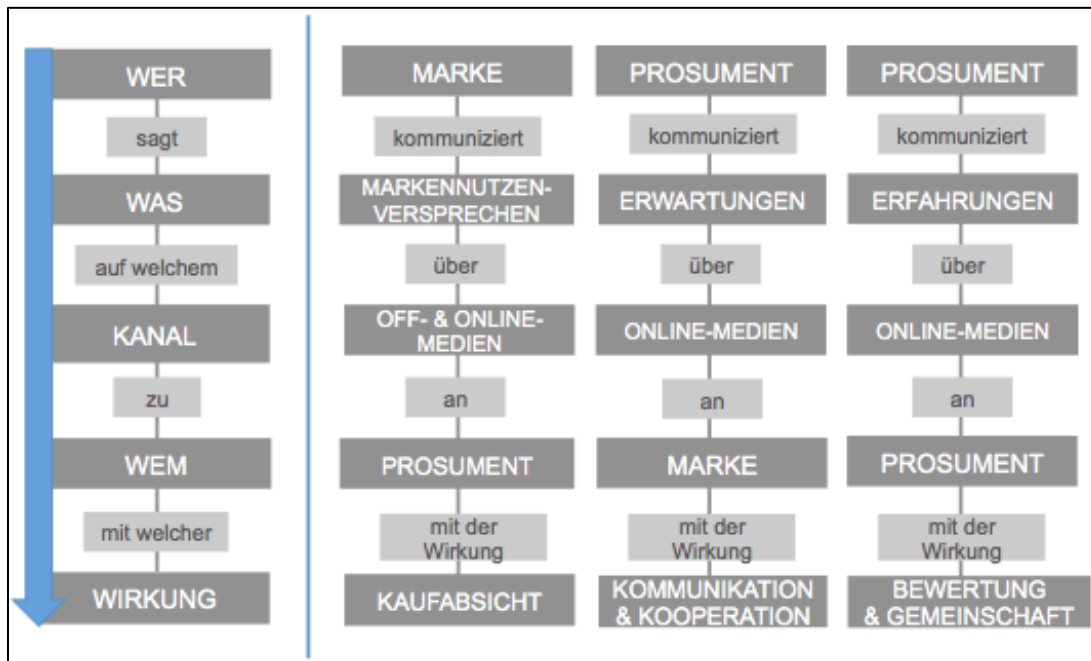 WER
sagt
WAS
auf welchem
KANAL
zu
WEM
mit welcher
WIRKUNG
MARKE
kommuniziert
MARKENNUTZEN-
VERSPRECHEN
über
OFF- & ONLINE-
MEDIEN
an
PROSUMENT
mit der
Wirkung
KAUFABSICHT
PROSUMENT
kommuniziert
ERWARTUNGEN
über
ONLINE-MEDIEN
an
MARKE
mit der
Wirkung
KOMMUNIKATION
& KOOPERATION
PROSUMENT
kommuniziert
ERFAHRUNGEN
über
ONLINE-MEDIEN
an
PROSUMENT
mit der
Wirkung
BEWERTUNG
& GEMEINSCHAFT